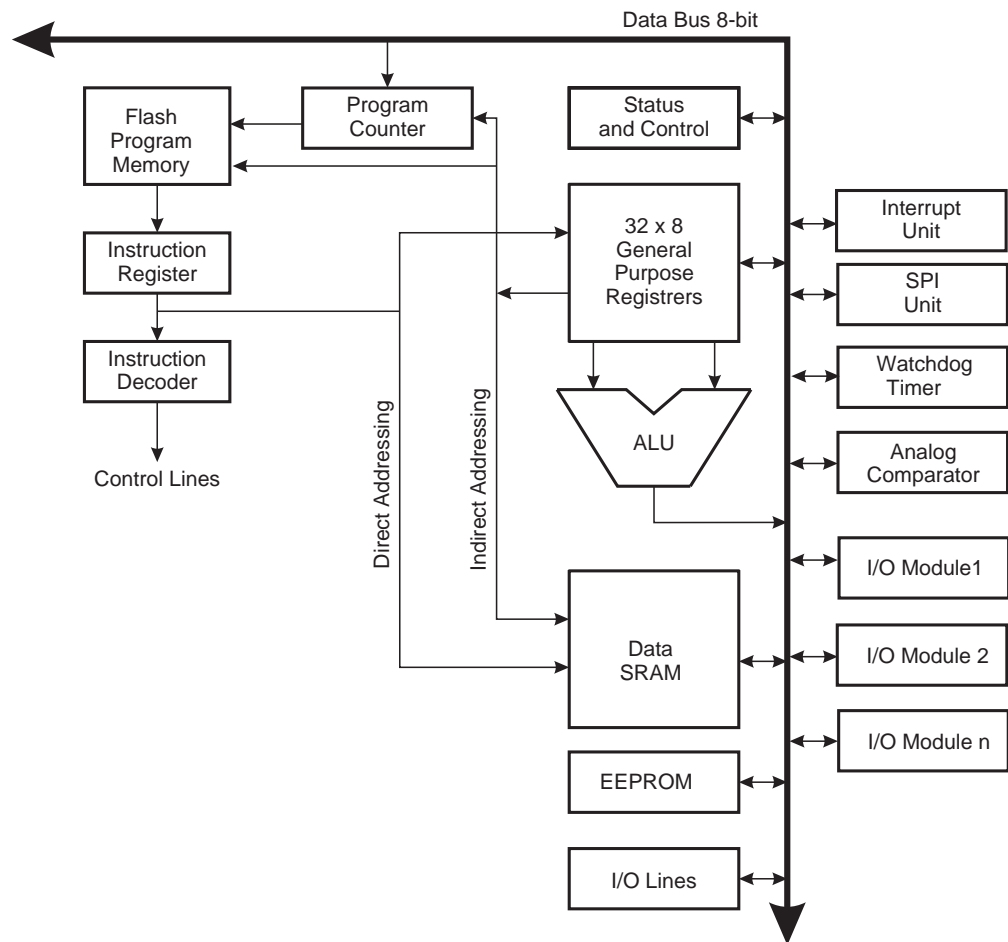 Data Bus 8-bit
Flash
Program
Memory
Program
Counter
Status
and Control
32 x 8
General
Purpose
Registrers
Interrupt
Unit
Instruction
Register
SPI
Unit
Instruction
Decoder
Watchdog
Timer
ALU
Analog
Comparator
Control Lines
Direct Addressing
Indirect Addressing
I/O Module1
Data
SRAM
I/O Module 2
I/O Module n
EEPROM
I/O Lines